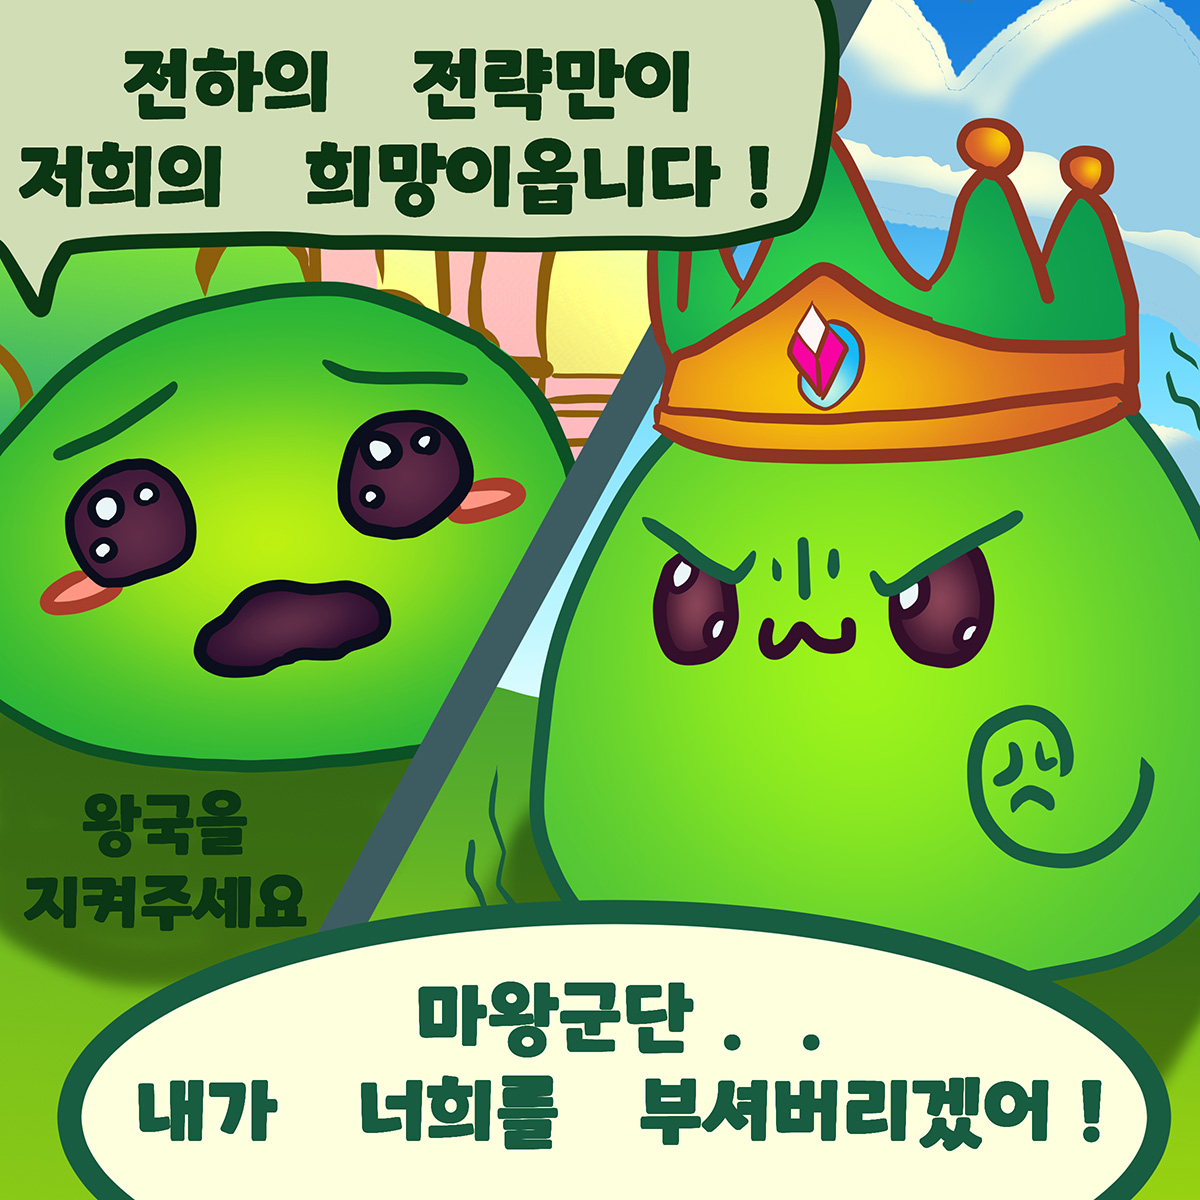 전하의 전략만이
저희의 희망이옵니다!
왕국을
지켜주세요
마왕군단..
내가 너희를 부셔버리겠어!